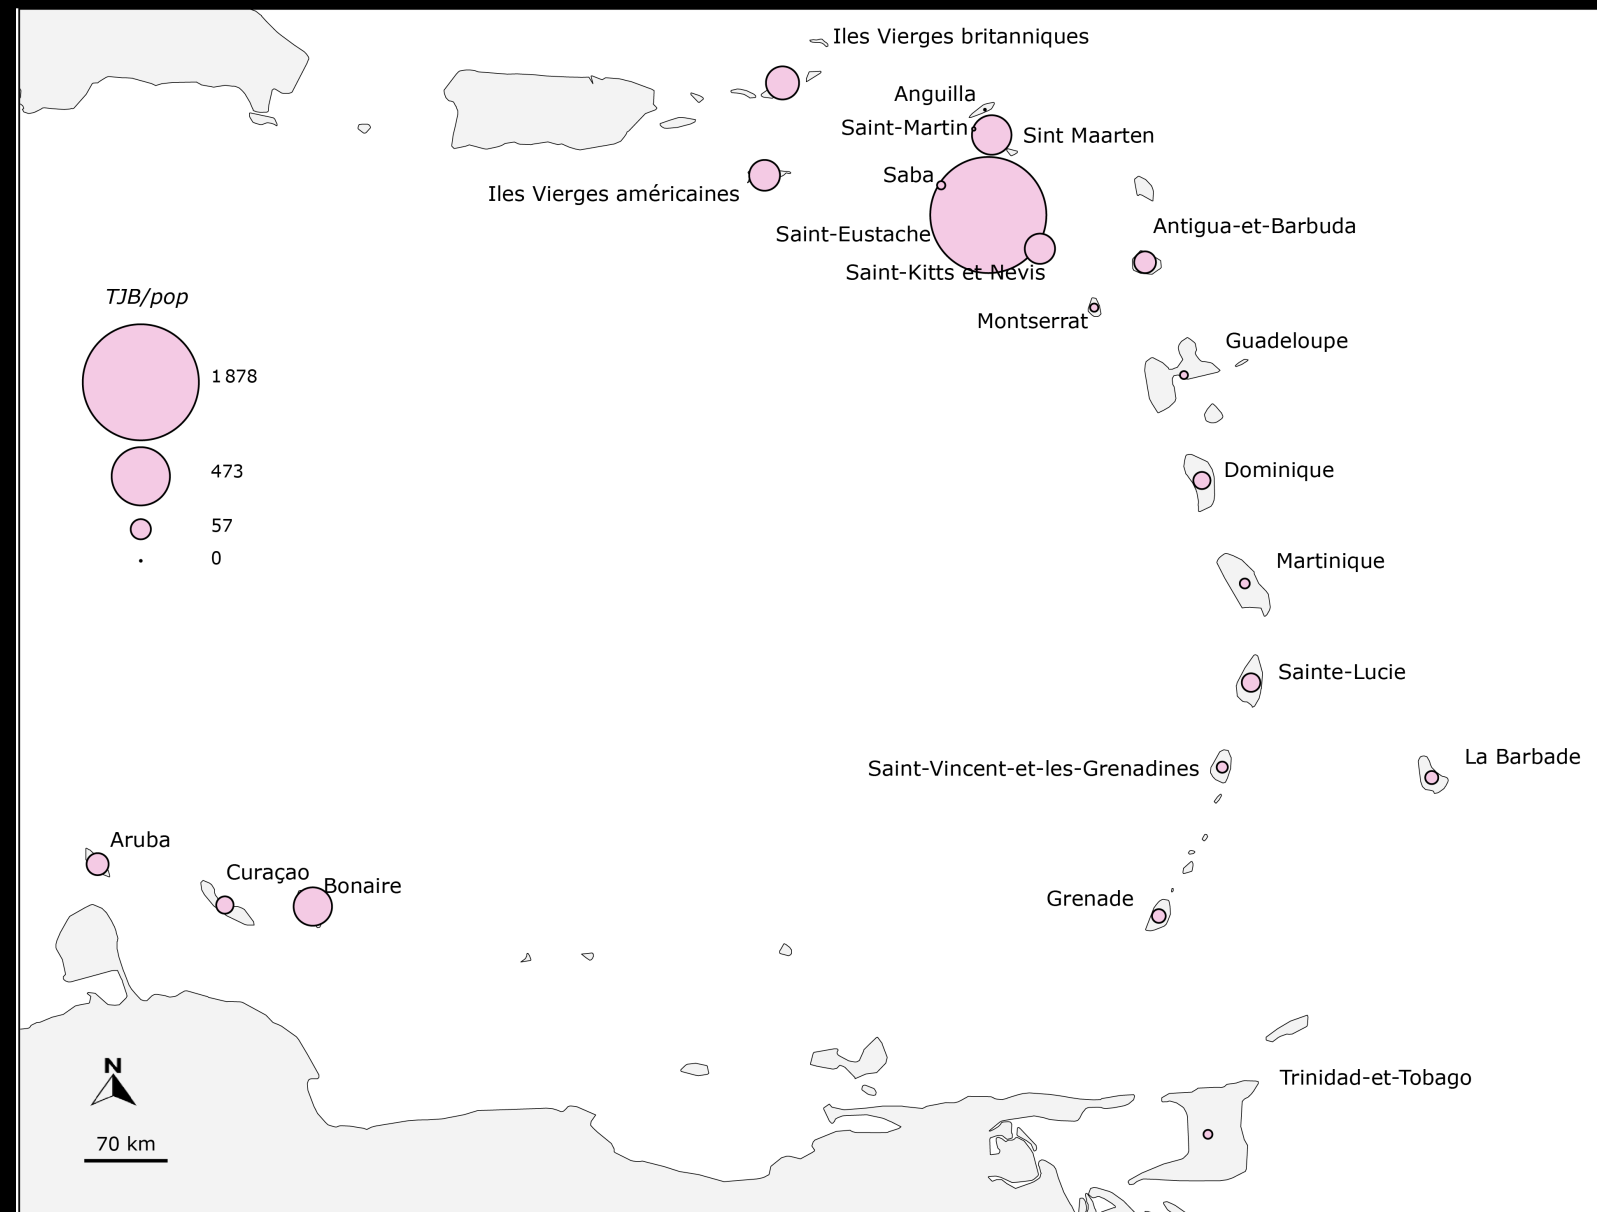 Iles Vierges britanniques
Anguilla
Saint-Martin
Sint Maarten
Saba
Iles Vierges américaines
Antigua-et-Barbuda
Saint-Eustache
Saint-Kitts et Nevis
TJB/pop
Montserrat
Guadeloupe
1 878
473
Dominique
57
0
Martinique
Sainte-Lucie
La Barbade
Saint-Vincent-et-les-Grenadines
Aruba
Curaçao
Bonaire
Grenade
N
Trinidad-et-Tobago
70 km